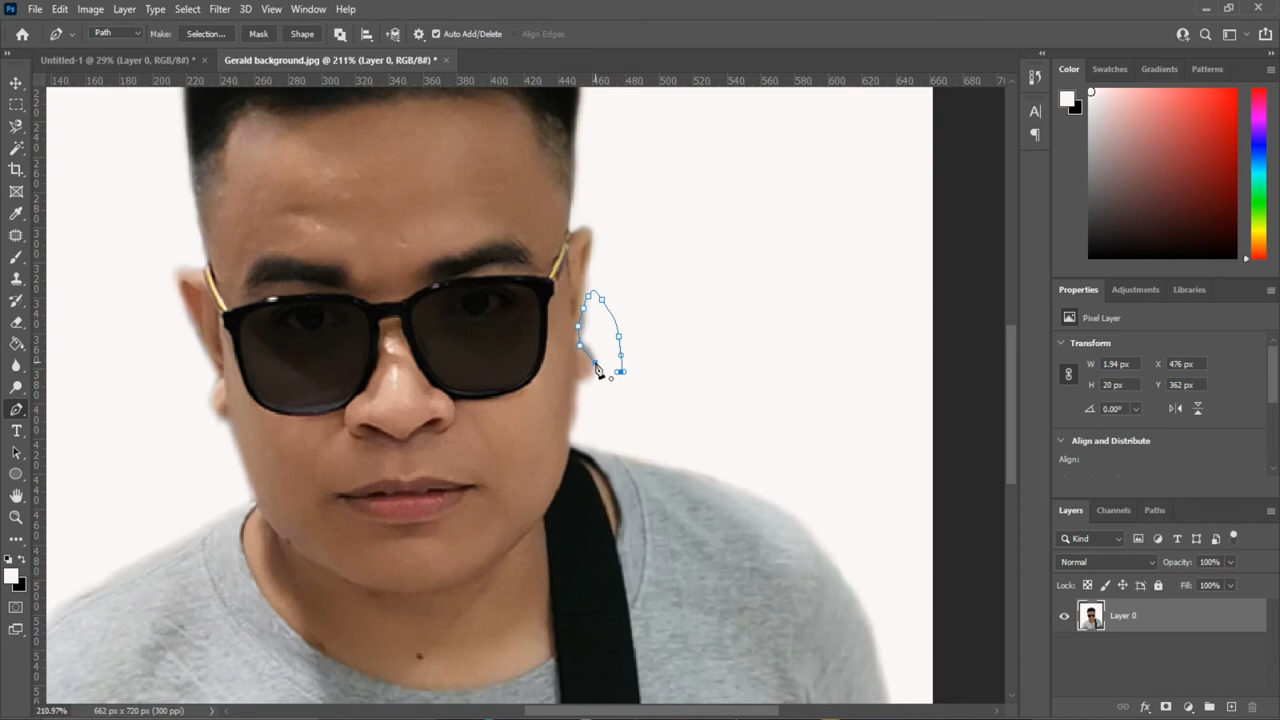 Ps File Edit Image Layer Type Select Filter 3D View Window Help
Path Make: Selection... Mask Shape Auto Add/Delete Align Edges
Untitled-1 @ 29% (Layer 0, RGB/8#) * × Gerald background.jpg @ 211% (Layer 0, RGB/8#) * ×
140 160 180 200 220 240 260 280 300 320 340 360 380 400 420 440 460 480 500 520 540 560 580 600 620 640 660 680
Color Swatches Gradients Patterns
Properties Adjustments Libraries
Pixel Layer
Transform
W 1.94 px X 476 px
H 20 px Y 362 px
0.00°
Align and Distribute
Align:
Layers Channels Paths
Kind
Normal Opacity: 100%
Lock: Fill: 100%
Layer 0
210.97% 662 px x 720 px (300 ppi)